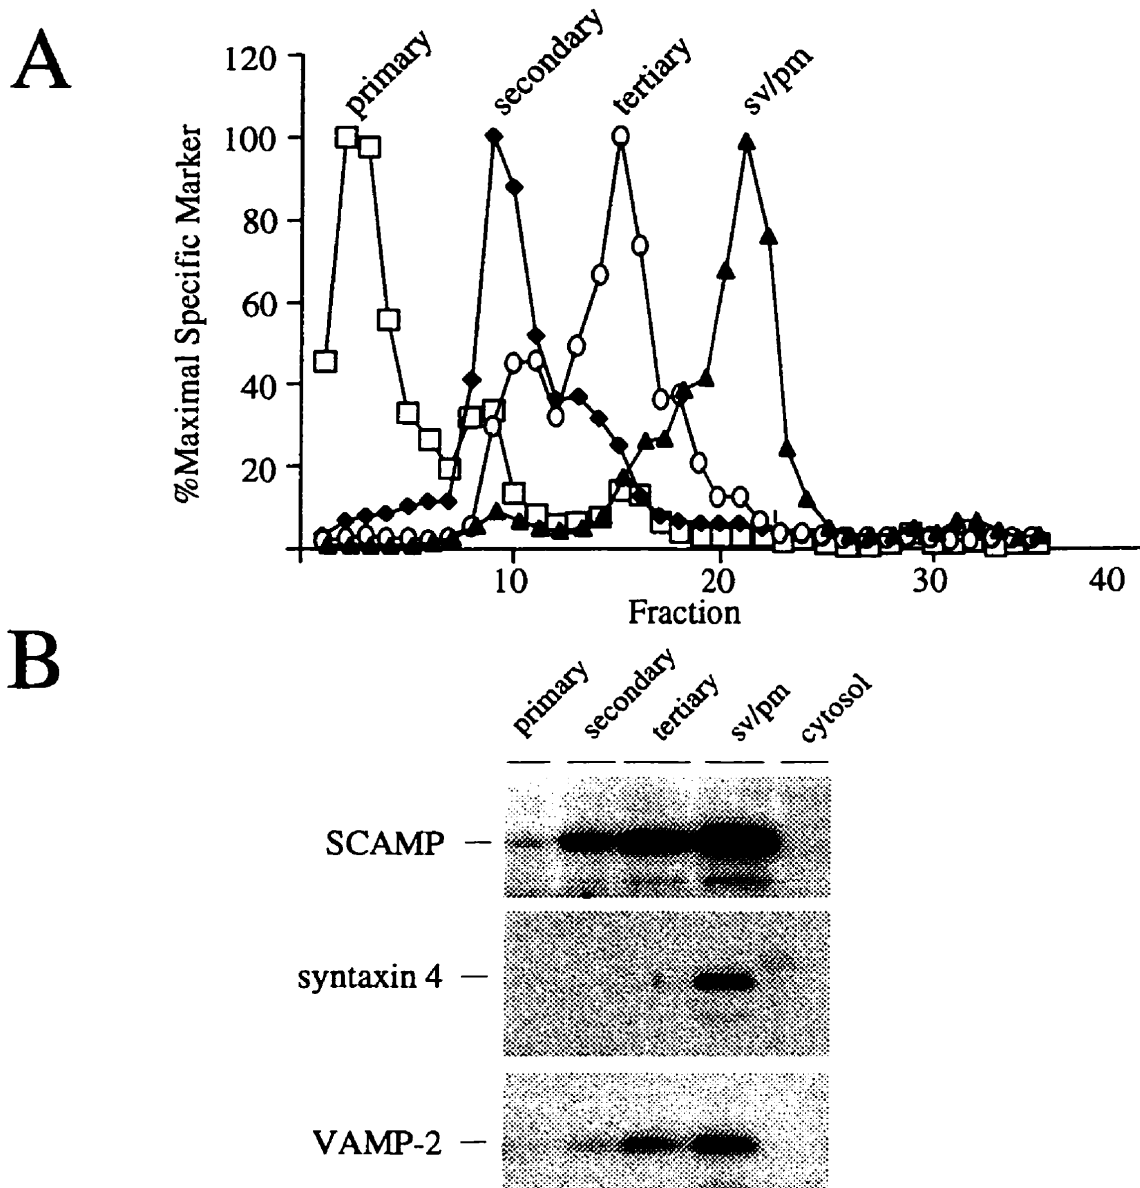 A
primary
secondary
tertiary
sv/pm
120
100
80
60
40
20
%Maximal Specific Marker
10
20
30
40
Fraction
B
primary
secondary
tertiary
sv/pm
cytosol
SCAMP
syntaxin 4
VAMP-2